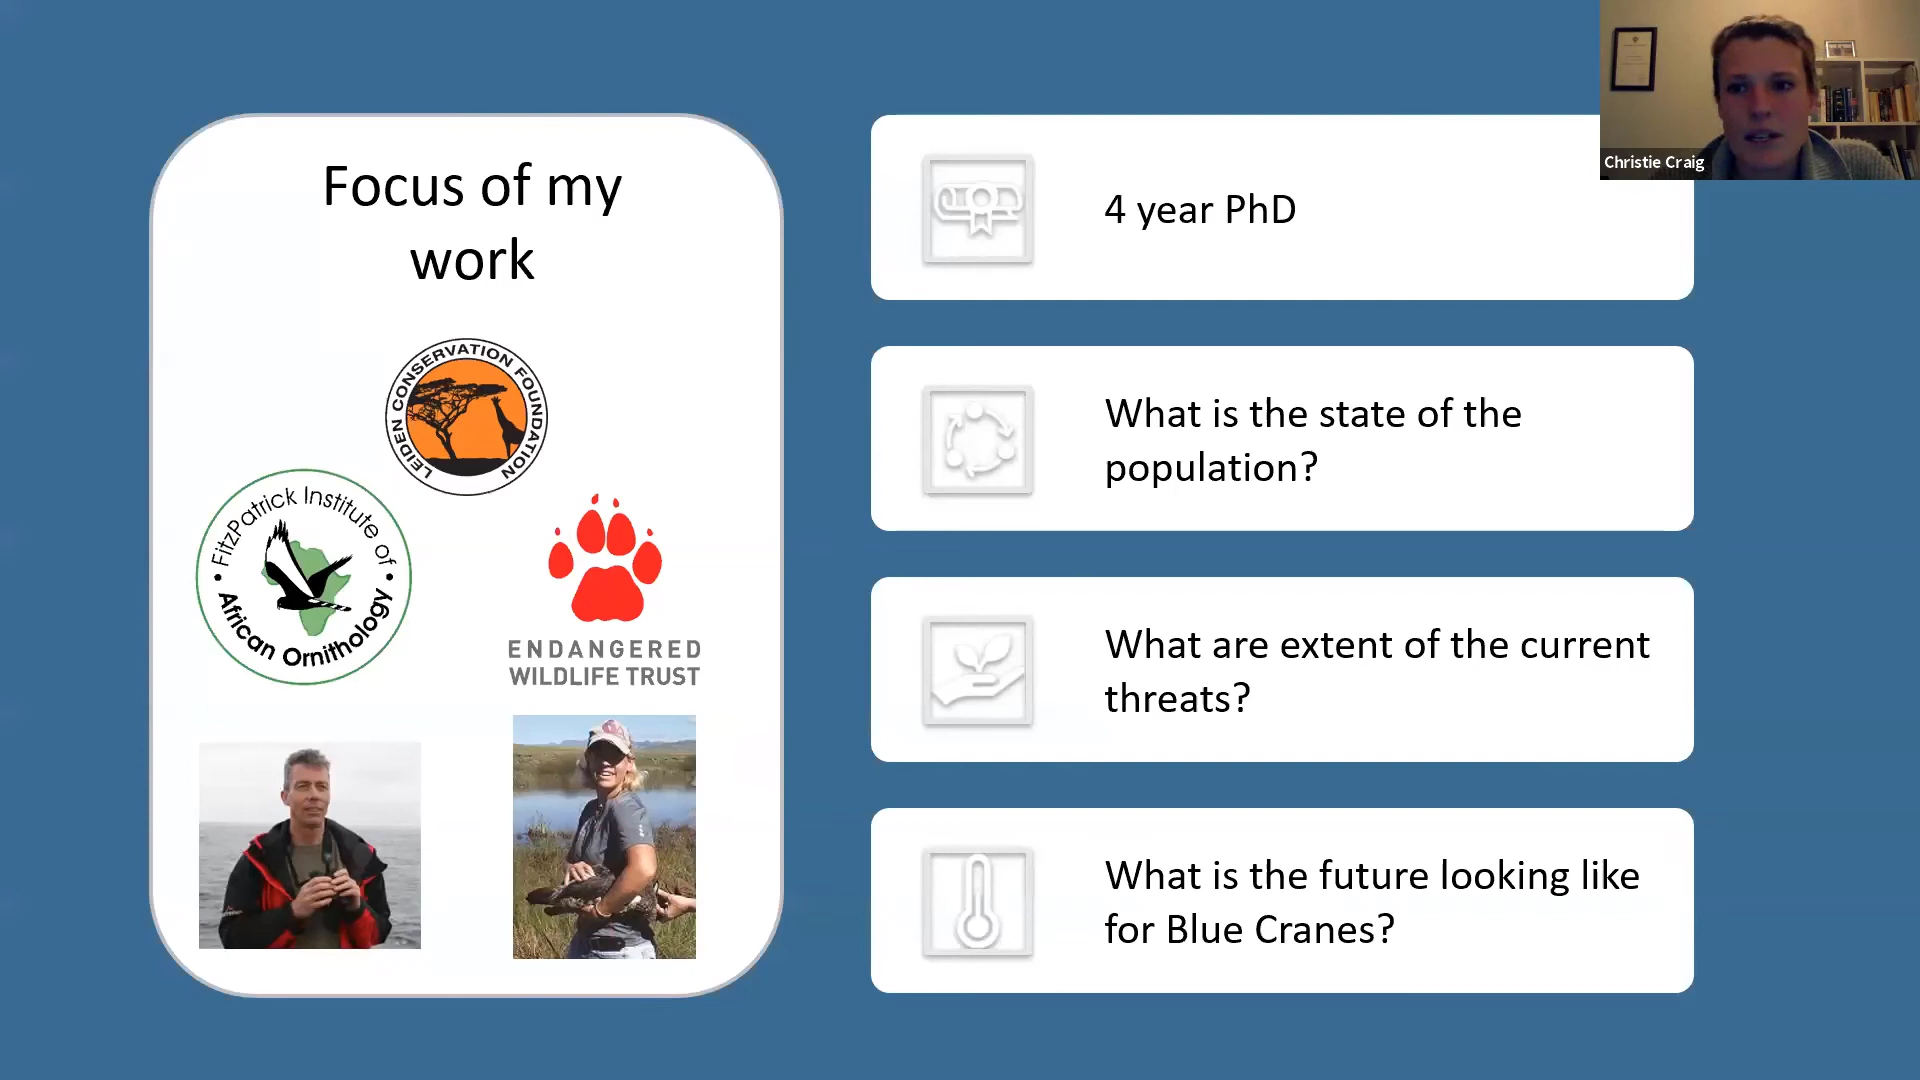 Focus of my
work
LEIDEN CONSERVATION FOUNDATION
FitzPatrick Institute of
African Ornithology
ENDANGERED
WILDLIFE TRUST
4 year PhD
What is the state of the
population?
What are extent of the current
threats?
What is the future looking like
for Blue Cranes?
Christie Craig